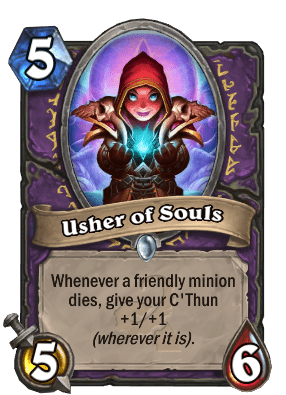 5
Usher of Souls
Whenever a friendly minion
dies, give your C'Thun
+1/+1
(wherever it is).
5
6